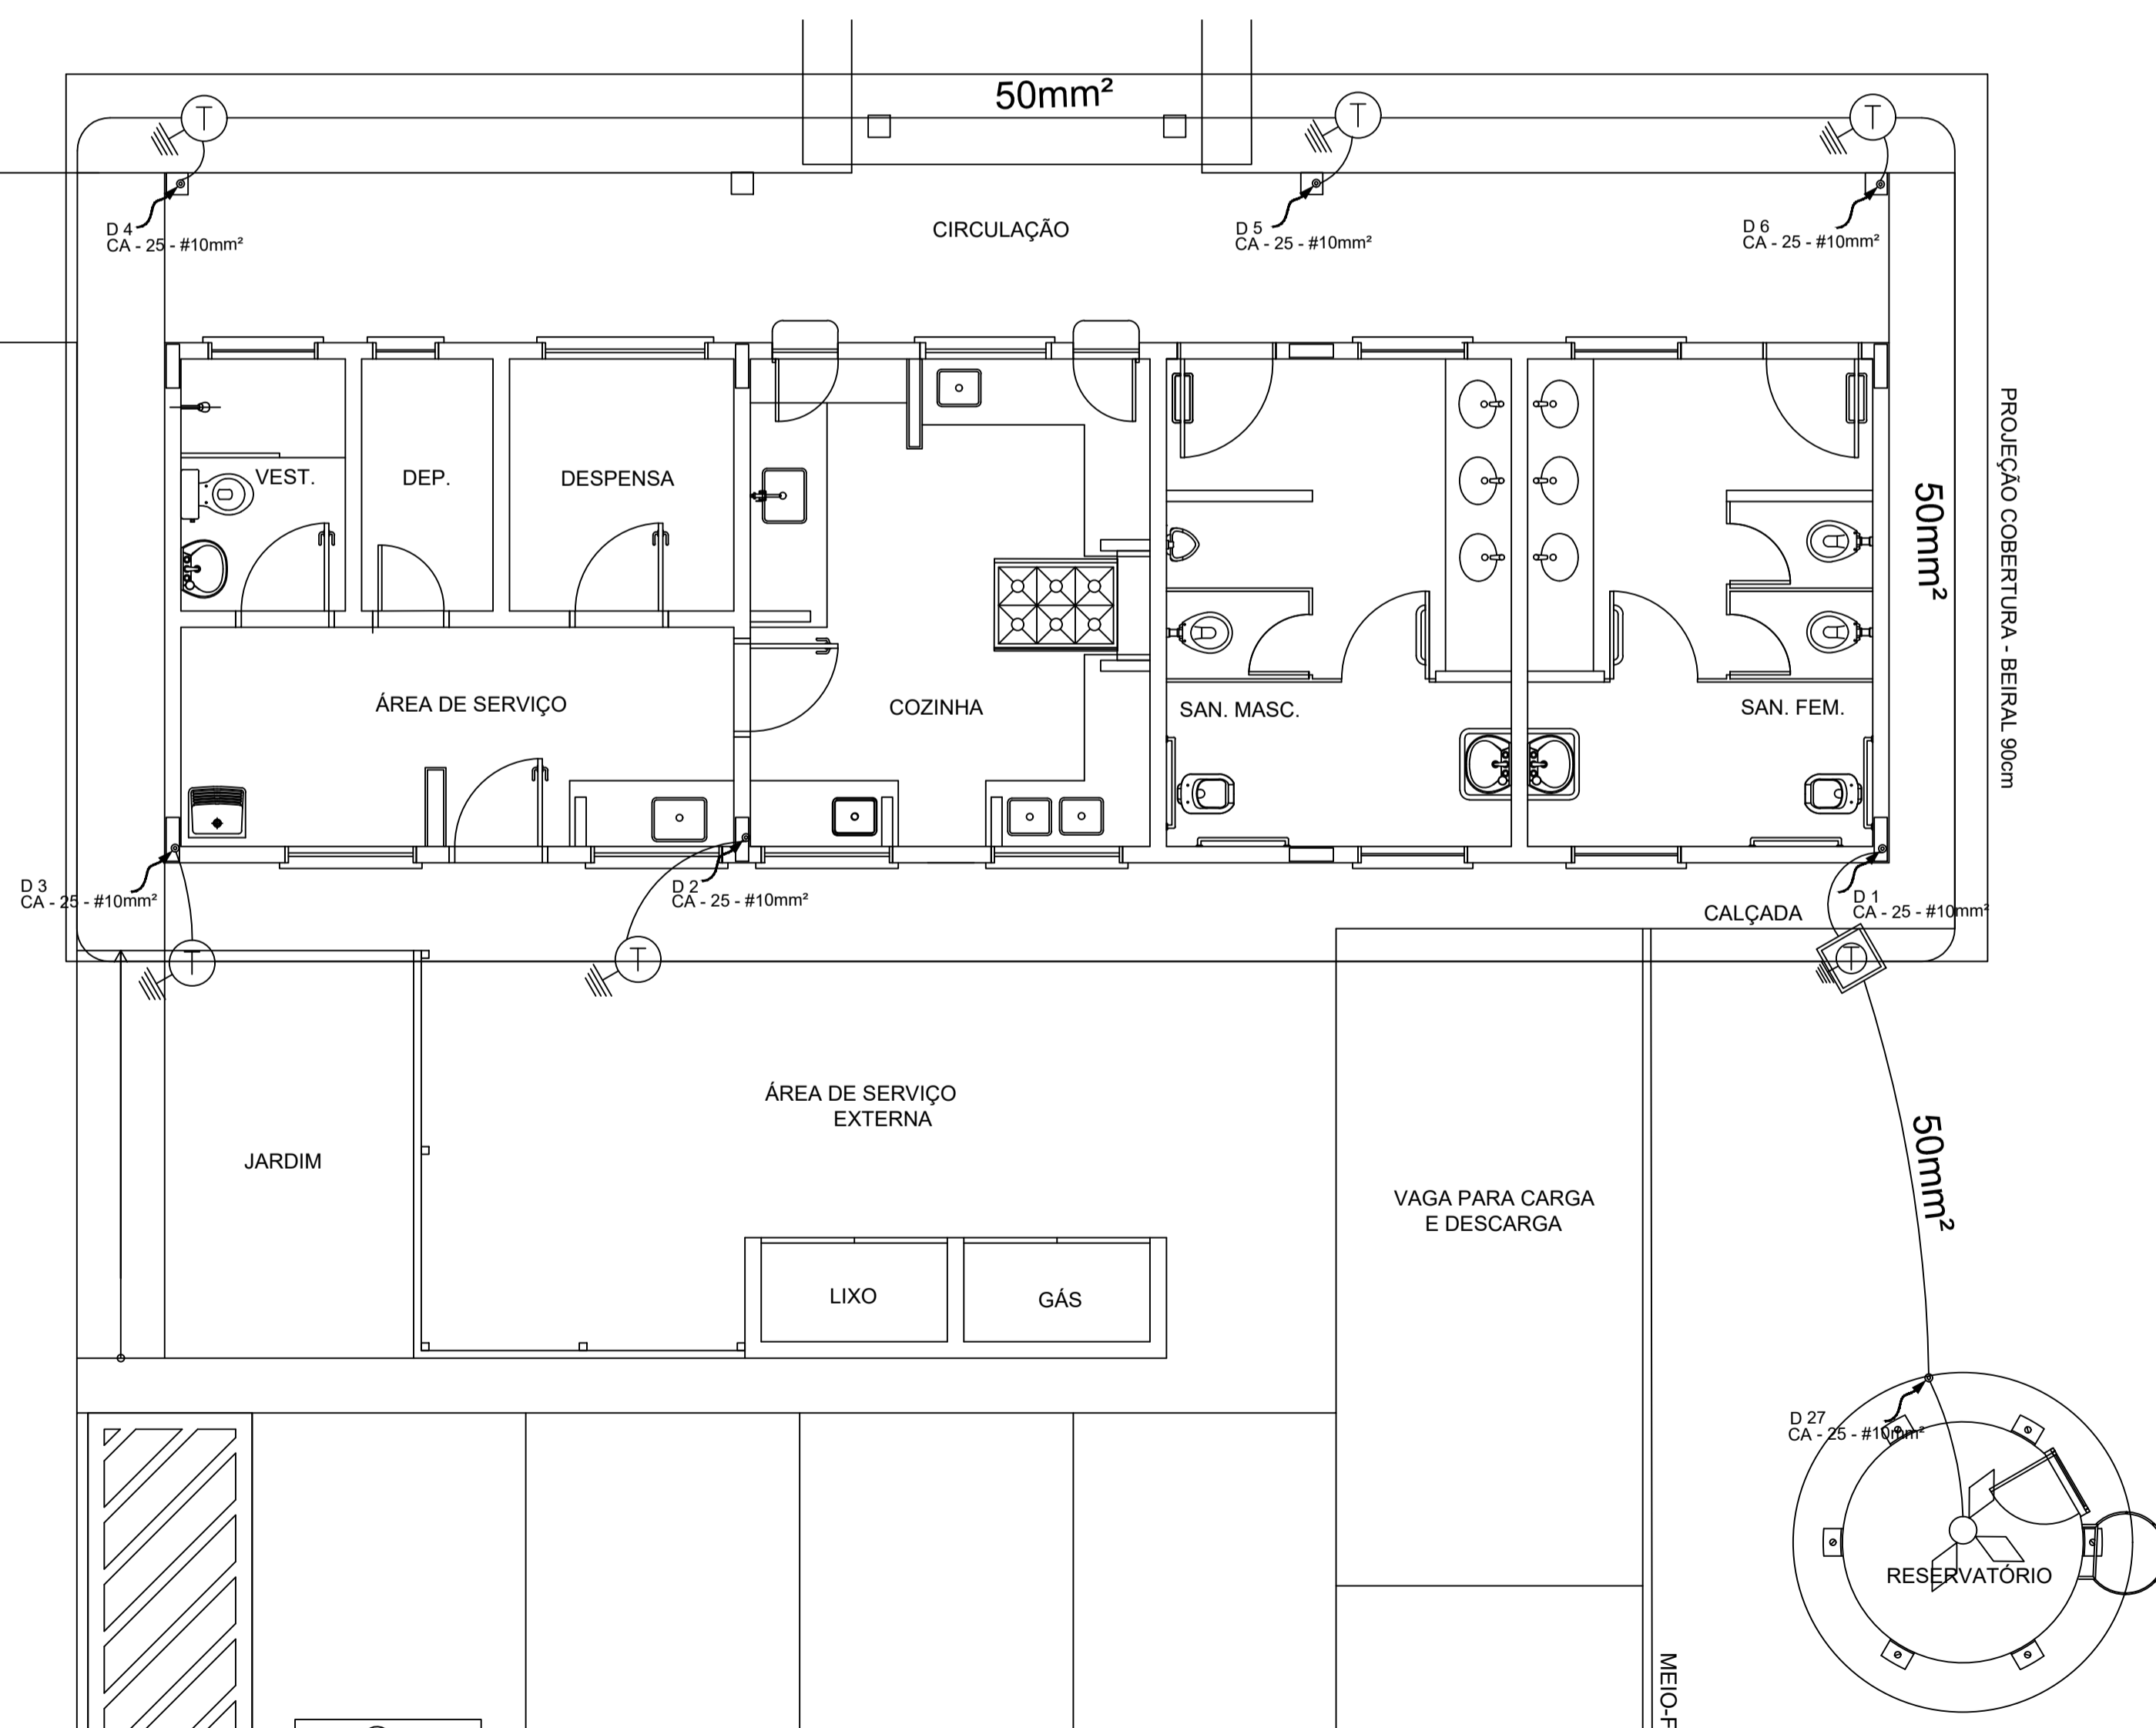 50mm²
T
T
T
D 4
CA - 25 - #10mm²
CIRCULAÇÃO
D 5
CA - 25 - #10mm²
D 6
CA - 25 - #10mm²
PROJEÇÃO COBERTURA - BEIRAL 90cm
50mm²
VEST.
DEP.
DESPENSA
ÁREA DE SERVIÇO
COZINHA
SAN. MASC.
SAN. FEM.
D 3
CA - 25 - #10mm²
D 2
CA - 25 - #10mm²
D 1
CA - 25 - #10mm²
CALÇADA
T
T
T
ÁREA DE SERVIÇO
EXTERNA
JARDIM
50mm²
VAGA PARA CARGA
E DESCARGA
LIXO
GÁS
D 27
CA - 25 - #10mm²
RESERVATÓRIO